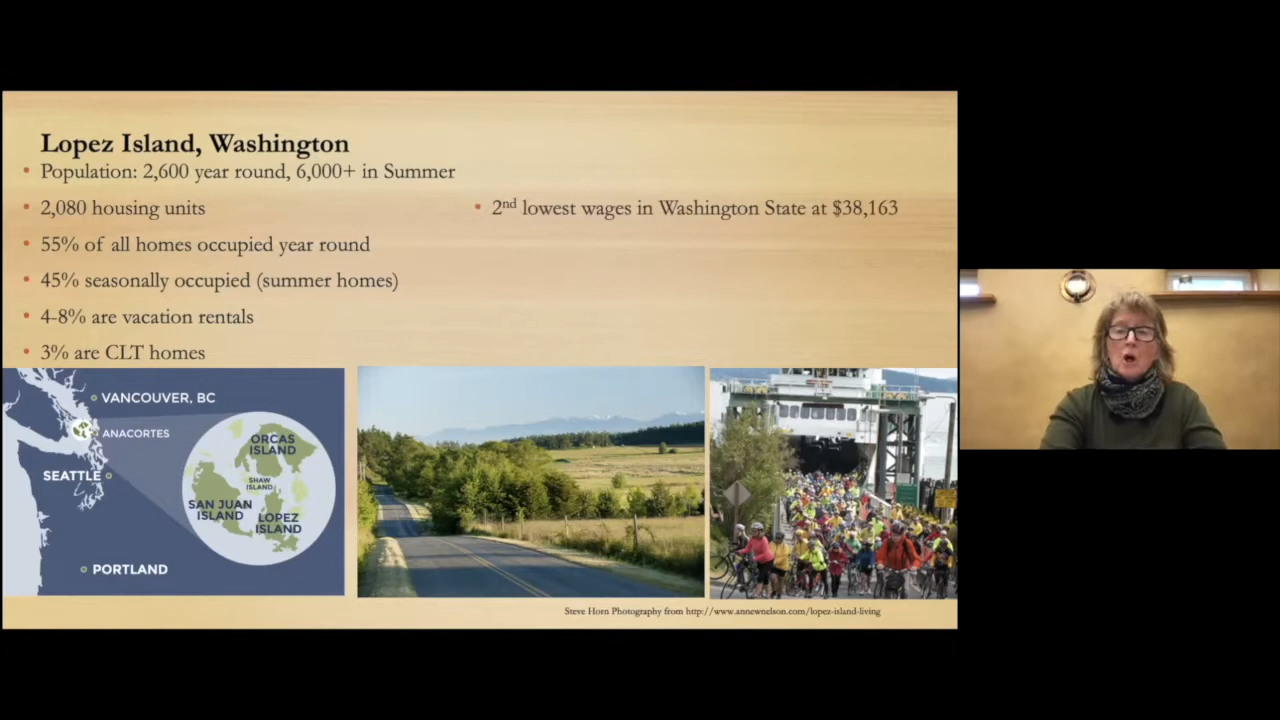 Lopez Island, Washington
• Population: 2,600 year round, 6,000+ in Summer
• 2,080 housing units
• 55% of all homes occupied year round
• 45% seasonally occupied (summer homes)
• 4-8% are vacation rentals
• 3% are CLT homes
• 2nd lowest wages in Washington State at $38,163
VANCOUVER, BC
ANACORTES
SEATTLE
PORTLAND
ORCAS
ISLAND
SHAW
ISLAND
SAN JUAN
ISLAND
LOPEZ
ISLAND
Steve Horn Photography from http://www.annewnelson.com/lopez-island-living